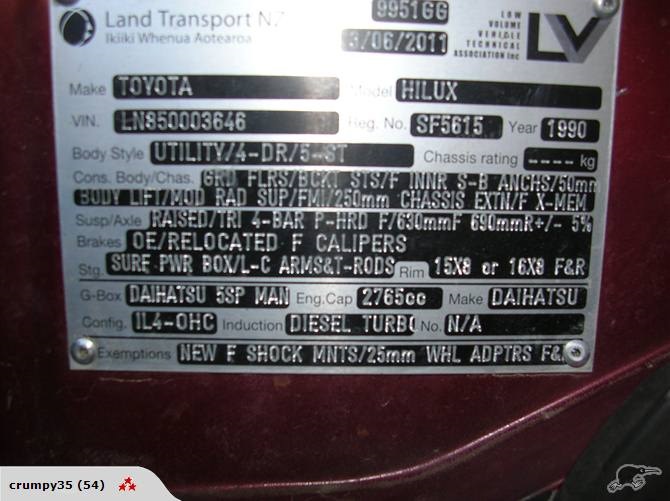 Land Transport NZ
Ikiiki Whenua Aotearoa
9951GG
3/06/2011
LOW
VOLUME
VEHICLE
TECHNICAL
ASSOCIATION Inc
LV
Make TOYOTA Model HILUX
VIN. LN850003646 Reg. No. SF5615 Year 1990
Body Style UTILITY/4-DR/5-ST Chassis rating ---- kg
Cons. Body/Chas. GRD FLRS/BCKT STS/F INNR S-B ANCHS/50mm
BODY LIFT/MOD RAD SUP/FMI/250mm CHASSIS EXTN/F X-MEM
Susp/Axle RAISED/TRI 4-BAR P-HRD F/630mmF 690mmR+/- 5%
Brakes OE/RELOCATED F CALIPERS
Stg. SURF PWR BOX/L-C ARMS&T-RODS Rim 15X8 or 16X8 F&R
G-Box DAIHATSU 5SP MAN Eng.Cap 2765cc Make DAIHATSU
Config. IL4-OHC Induction DIESEL TURBO No. N/A
Exemptions NEW F SHOCK MNTS/25mm WHL ADPTRS F&R
crumpy35 (54)